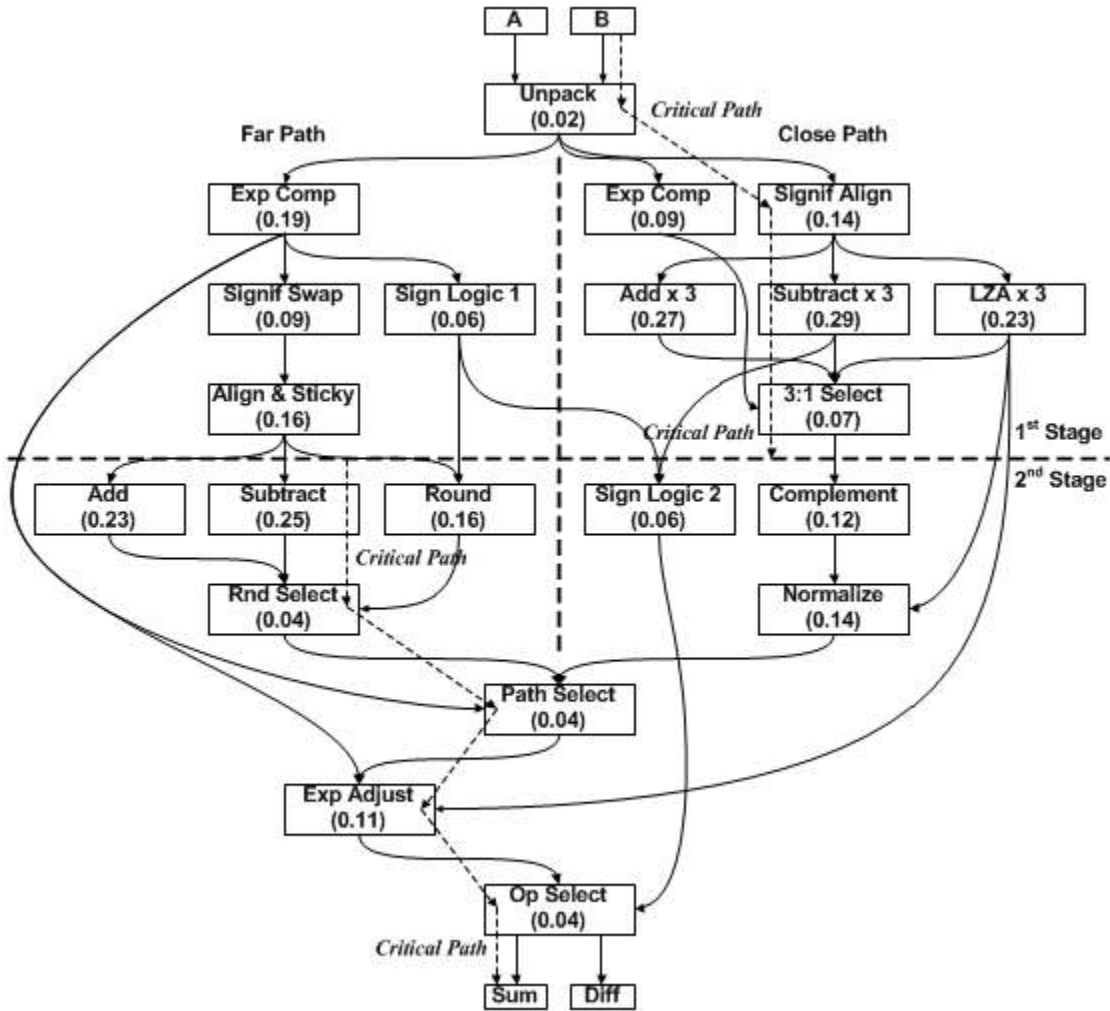 A
B
Unpack
(0.02)
Critical Path
Far Path
Close Path
Exp Comp
(0.19)
Exp Comp
(0.09)
Signif Align
(0.14)
Signif Swap
(0.09)
Sign Logic 1
(0.06)
Add x 3
(0.27)
Subtract x 3
(0.29)
LZA x 3
(0.23)
Align & Sticky
(0.16)
3:1 Select
(0.07)
Critical Path
1st Stage
2nd Stage
Add
(0.23)
Subtract
(0.25)
Round
(0.16)
Sign Logic 2
(0.06)
Complement
(0.12)
Critical Path
Rnd Select
(0.04)
Normalize
(0.14)
Path Select
(0.04)
Exp Adjust
(0.11)
Op Select
(0.04)
Critical Path
Sum
Diff